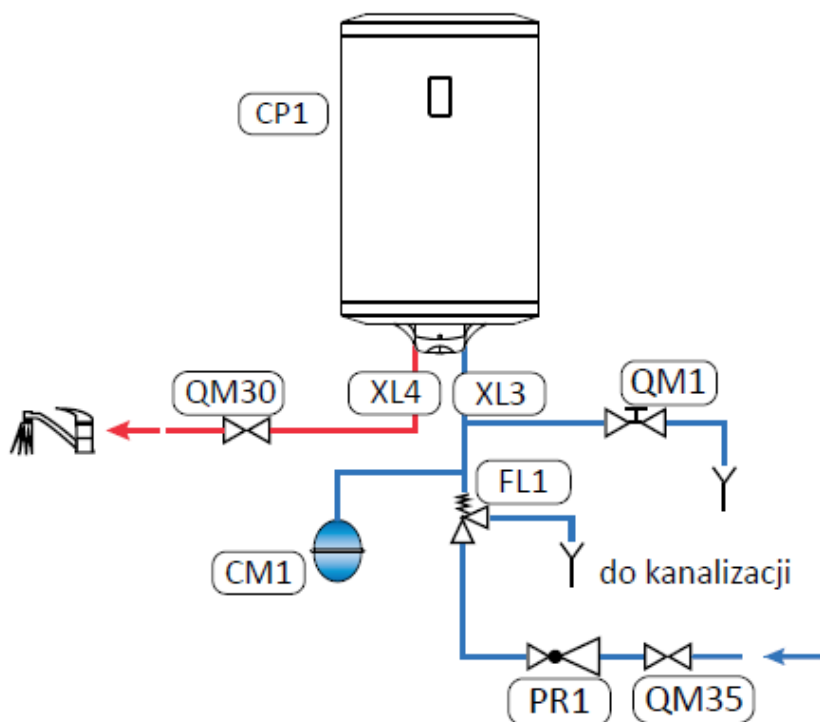 CP1
QM30
XL4
XL3
QM1
FL1
CM1
do kanalizacji
PR1
QM35